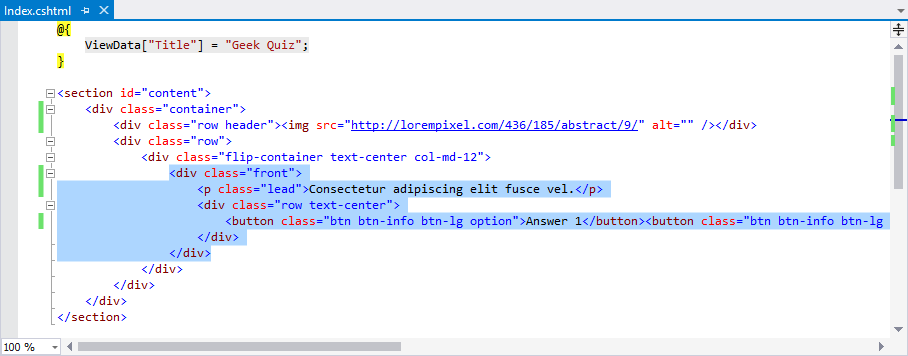 Index.cshtml
@{
ViewData["Title"] = "Geek Quiz";
}
<section id="content">
<div class="container">
<div class="row header"><img src="http://lorempixel.com/436/185/abstract/9/" alt="" /></div>
<div class="row">
<div class="flip-container text-center col-md-12">
<div class="front">
<p class="lead">Consectetur adipiscing elit fusce vel.</p>
<div class="row text-center">
<button class="btn btn-info btn-lg option">Answer 1</button><button class="btn btn-info btn-lg
</div>
</div>
</div>
</div>
</div>
</section>
100 %